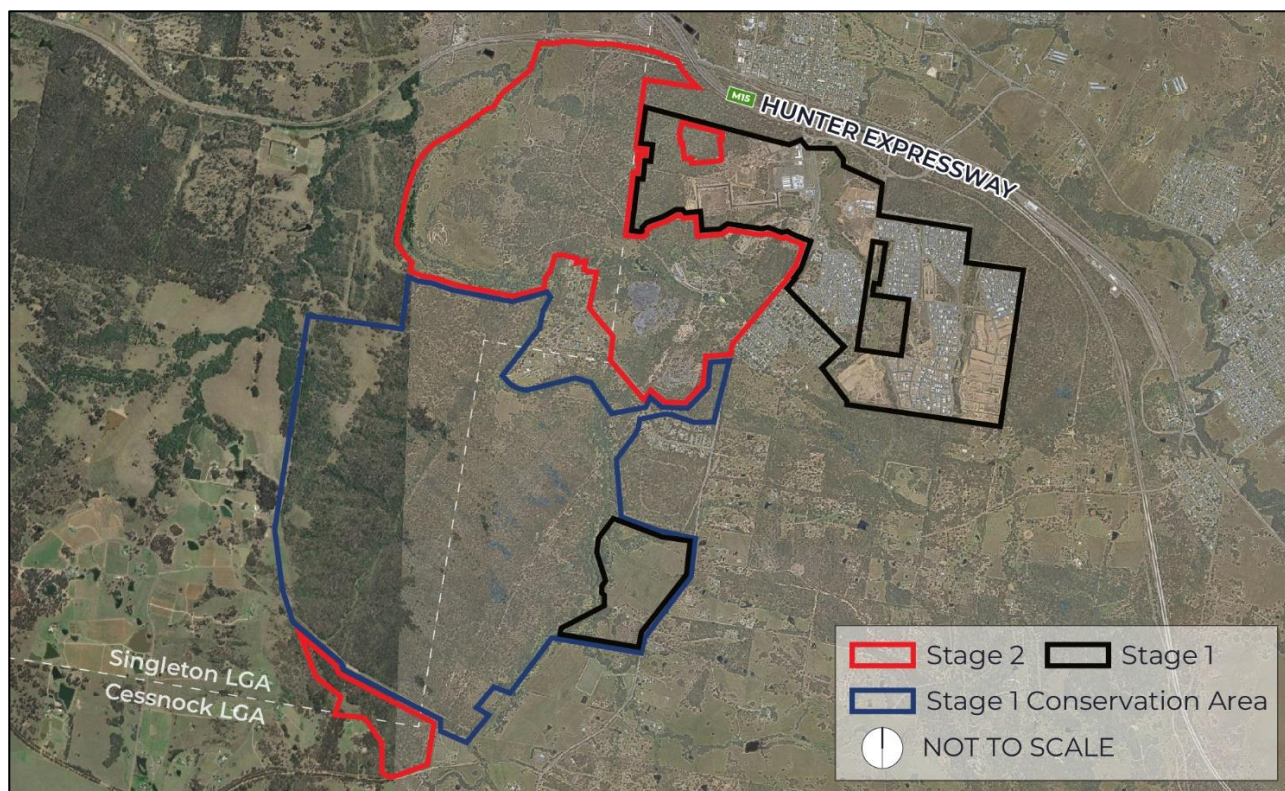 M15 HUNTER EXPRESSWAY
Singleton LGA
Cessnock LGA
Stage 2
Stage 1
Stage 1 Conservation Area
NOT TO SCALE